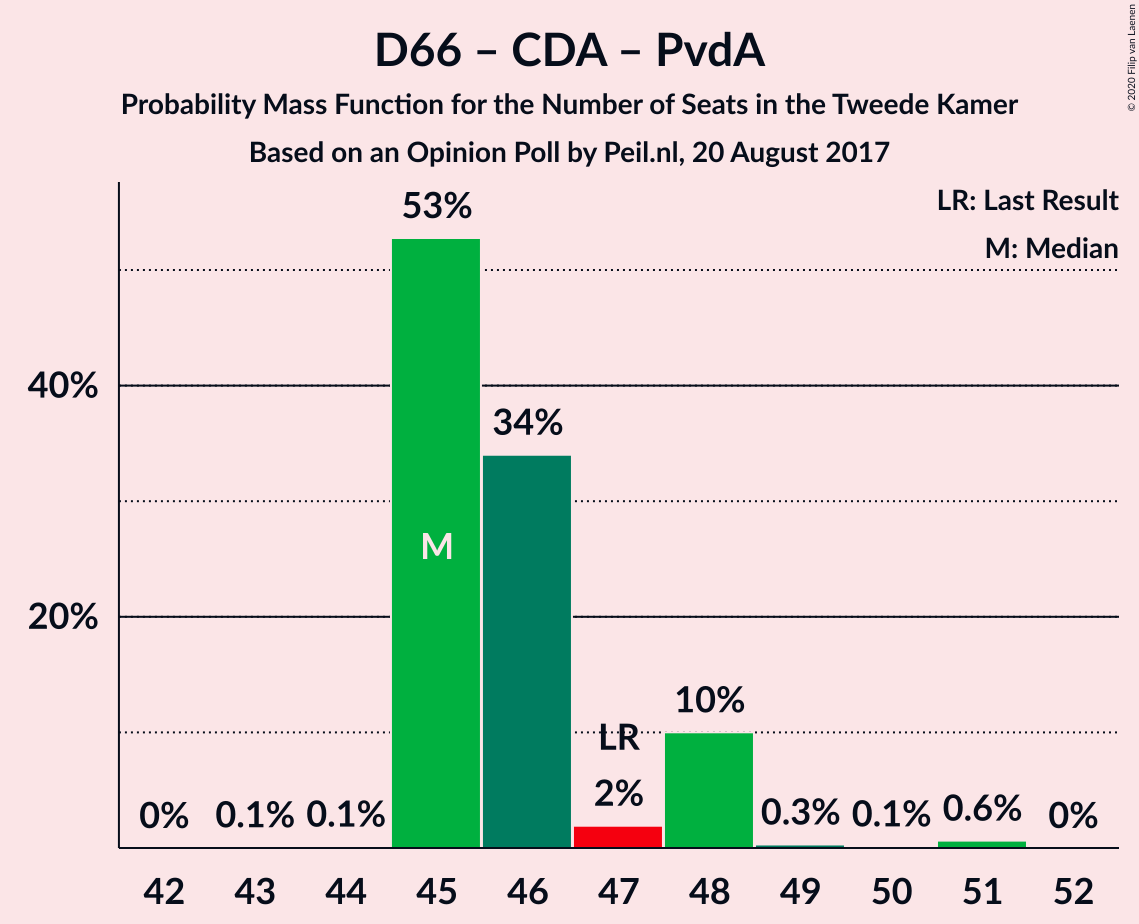 D66 – CDA – PvdA
Probability Mass Function for the Number of Seats in the Tweede Kamer
Based on an Opinion Poll by Peil.nl, 20 August 2017
© 2020 Filip van Laenen
LR: Last Result
M: Median
53%
40%
34%
M
20%
10%
LR
2%
0% 0.1% 0.1% 0.3% 0.1% 0.6% 0%
42 43 44 45 46 47 48 49 50 51 52